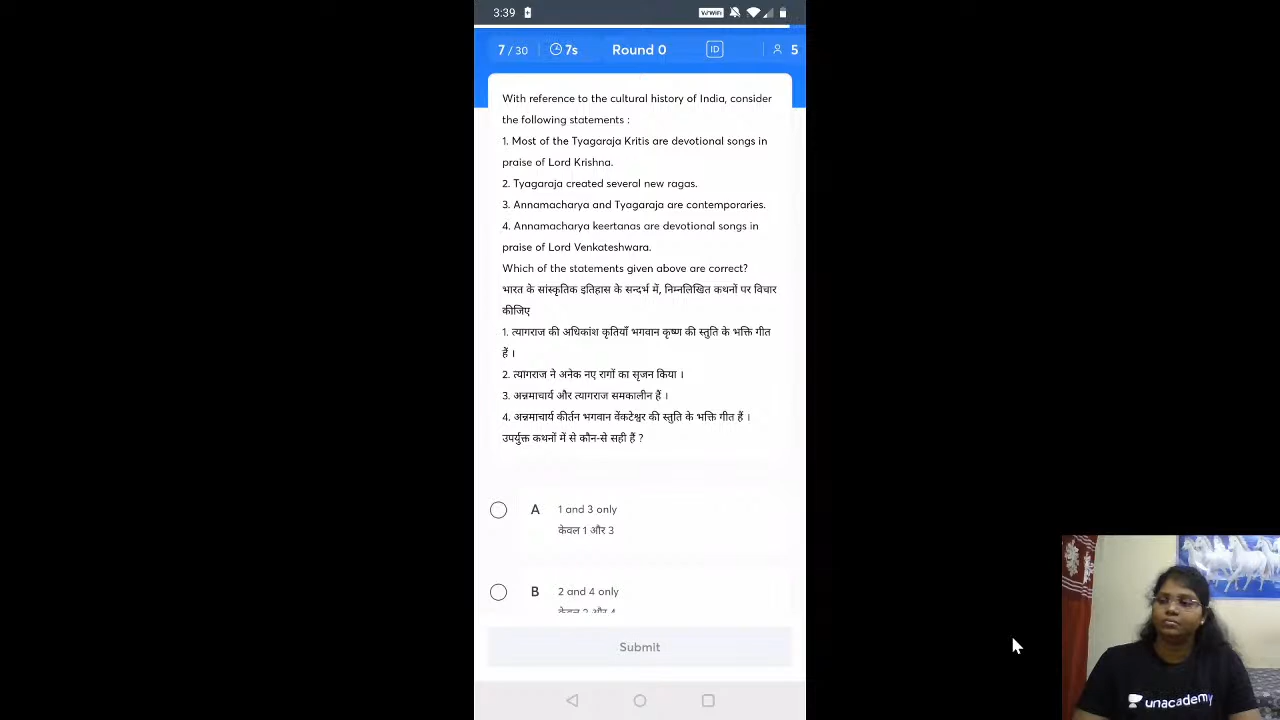 3:39
VoWiFi
7 / 30
7s
Round 0
ID
5
With reference to the cultural history of India, consider
the following statements :
1. Most of the Tyagaraja Kritis are devotional songs in
praise of Lord Krishna.
2. Tyagaraja created several new ragas.
3. Annamacharya and Tyagaraja are contemporaries.
4. Annamacharya keertanas are devotional songs in
praise of Lord Venkateshwara.
Which of the statements given above are correct?
भारत के सांस्कृतिक इतिहास के सन्दर्भ में, निम्नलिखित कथनों पर विचार
कीजिए
1. त्यागराज की अधिकांश कृतियाँ भगवान कृष्ण की स्तुति के भक्ति गीत
हैं ।
2. त्यागराज ने अनेक नए रागों का सृजन किया ।
3. अन्नमाचार्य और त्यागराज समकालीन हैं ।
4. अन्नमाचार्य कीर्तन भगवान वेंकटेश्वर की स्तुति के भक्ति गीत हैं ।
उपर्युक्त कथनों में से कौन-से सही हैं ?
A 1 and 3 only
केवल 1 और 3
B 2 and 4 only
केवल 2 और 4
Submit
unacademy